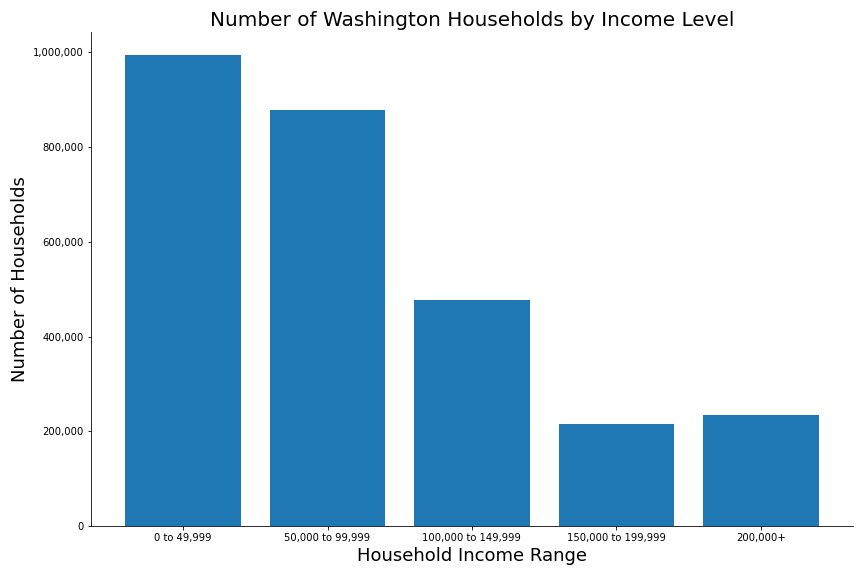 Number of Washington Households by Income Level
Number of Households
1,000,000
800,000
600,000
400,000
200,000
0
0 to 49,999
50,000 to 99,999
100,000 to 149,999
150,000 to 199,999
200,000+
Household Income Range